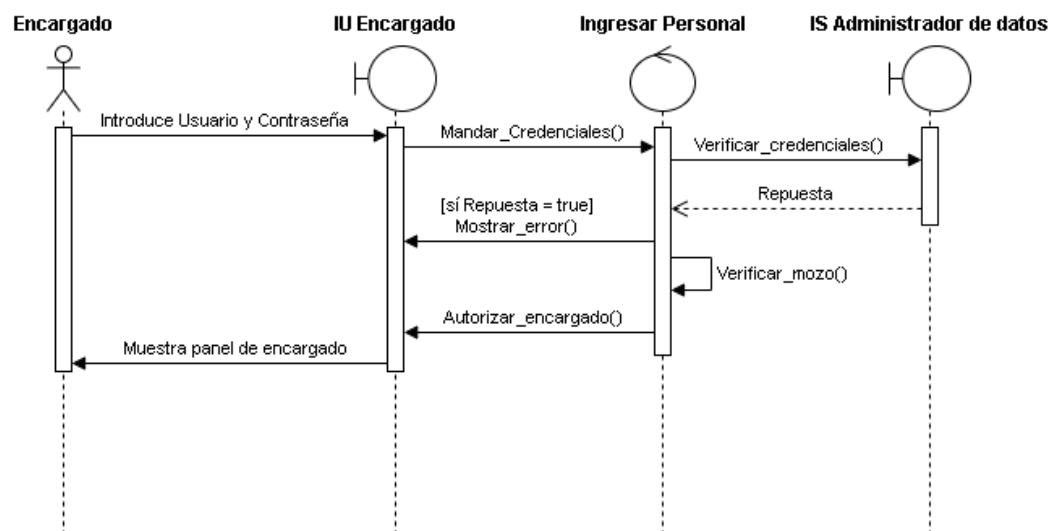 Encargado
IU Encargado
Ingresar Personal
IS Administrador de datos
Introduce Usuario y Contraseña
Mandar_Credenciales()
Verificar_credenciales()
Repuesta
[sí Repuesta = true]
Mostrar_error()
Verificar_mozo()
Autorizar_encargado()
Muestra panel de encargado